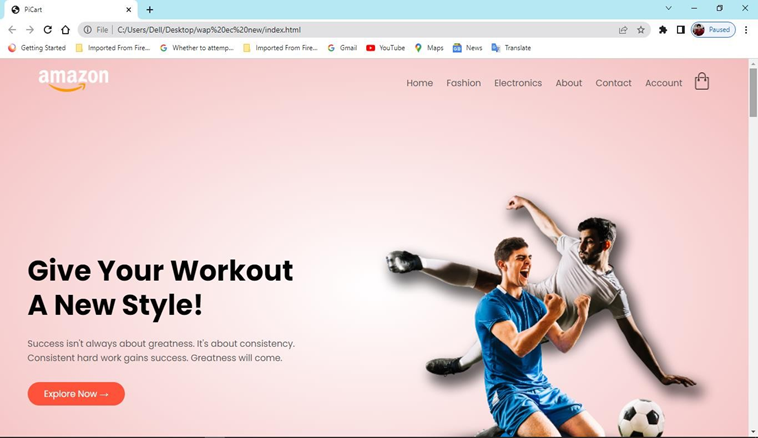 PiCart
File C:/Users/Dell/Desktop/wap%20ec%20new/index.html
Paused
Getting Started Imported From Fire... Whether to attemp... Imported From Fire... Gmail YouTube Maps News Translate
amazon
Home Fashion Electronics About Contact Account
Give Your Workout
A New Style!
Success isn't always about greatness. It's about consistency.
Consistent hard work gains success. Greatness will come.
Explore Now →